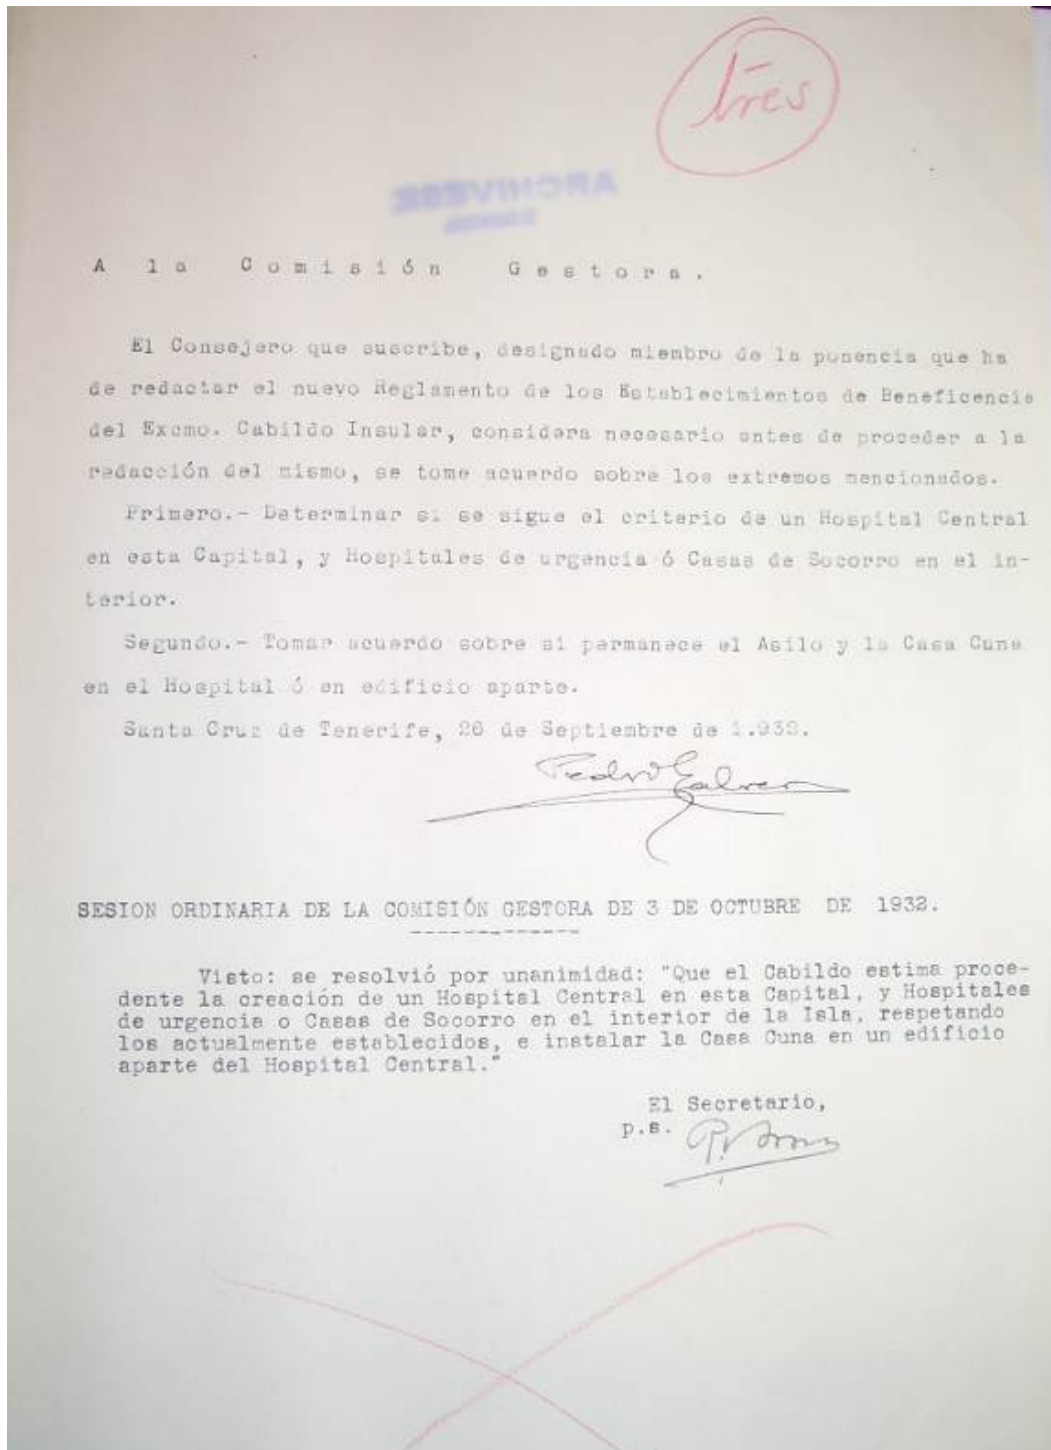 tres
ARCHIVESE
A la Comisión Gestora.
El Consejero que suscribe, designado miembro de la ponencia que ha
de redactar el nuevo Reglamento de los Establecimientos de Beneficencia
del Excmo. Cabildo Insular, considera necesario antes de proceder a la
redacción del mismo, se tome acuerdo sobre los extremos mencionados.
Primero.- Determinar si se sigue el criterio de un Hospital Central
en esta Capital, y Hospitales de urgencia ó Casas de Socorro en el in-
terior.
Segundo.- Tomar acuerdo sobre si permanece el Asilo y la Casa Cuna
en el Hospital ó en edificio aparte.
Santa Cruz de Tenerife, 26 de Septiembre de 1.932.
Pedro
SESION ORDINARIA DE LA COMISIÓN GESTORA DE 3 DE OCTUBRE DE 1932.
-------------
Visto: se resolvió por unanimidad: "Que el Cabildo estima proce-
dente la creación de un Hospital Central en esta Capital, y Hospitales
de urgencia o Casas de Socorro en el interior de la Isla, respetando
los actualmente establecidos, e instalar la Casa Cuna en un edificio
aparte del Hospital Central."
El Secretario,
p.s.